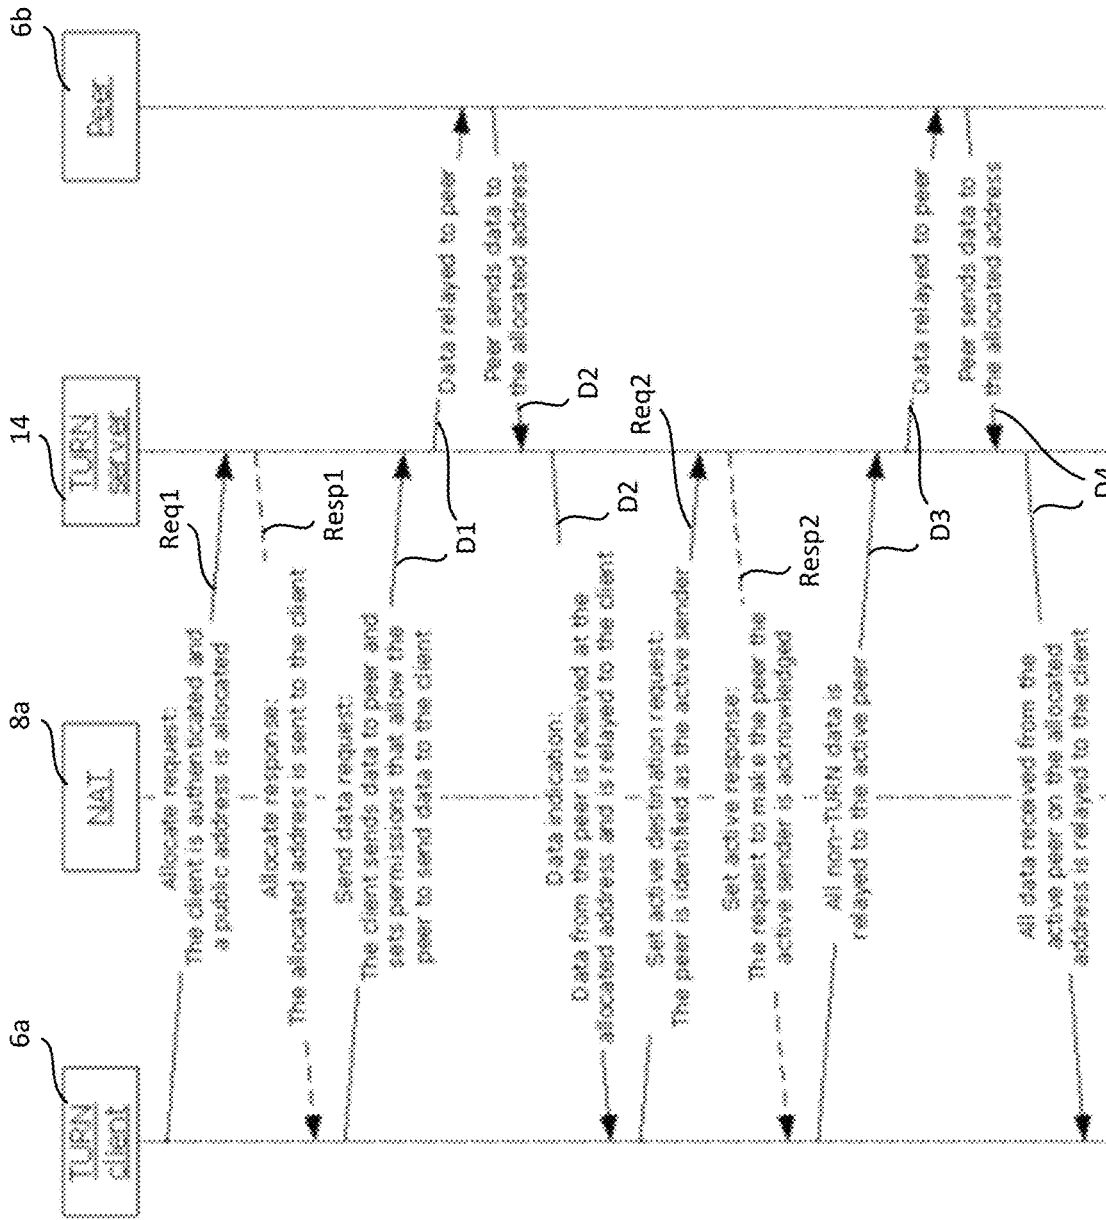 6a
8a
14
6b
TURN
client
NAT
TURN
server
Peer
Allocate request:
The client is authenticated and
a public address is allocated
Req1
Allocate response:
The allocated address is sent to the client
Resp1
Send data request:
The client sends data to peer and
sets permissions that allow the
peer to send data to the client
D1
Data relayed to peer
Peer sends data to
the allocated address
D2
Data indication:
Data from the peer is received at the
allocated address and is relayed to the client
D2
Set active destination request:
The peer is identified as the active sender
Req2
Set active response:
The request to make the peer the
active sender is acknowledged
Resp2
All non-TURN data is
relayed to the active peer
D3
Data relayed to peer
Peer sends data to
the allocated address
All data received from the
active peer on the allocated
address is relayed to the client
D4